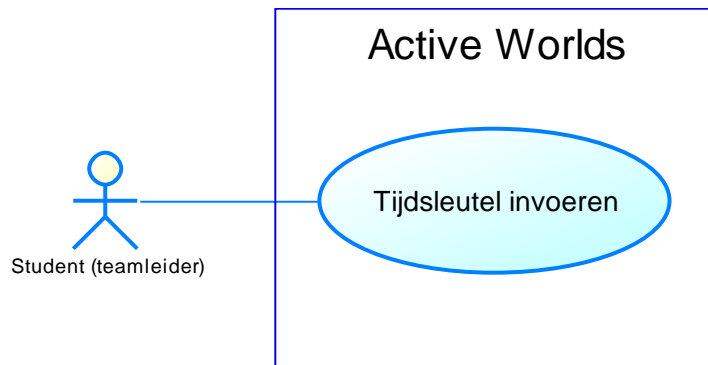 Active Worlds
Tijdsleutel invoeren
Student (teamleider)